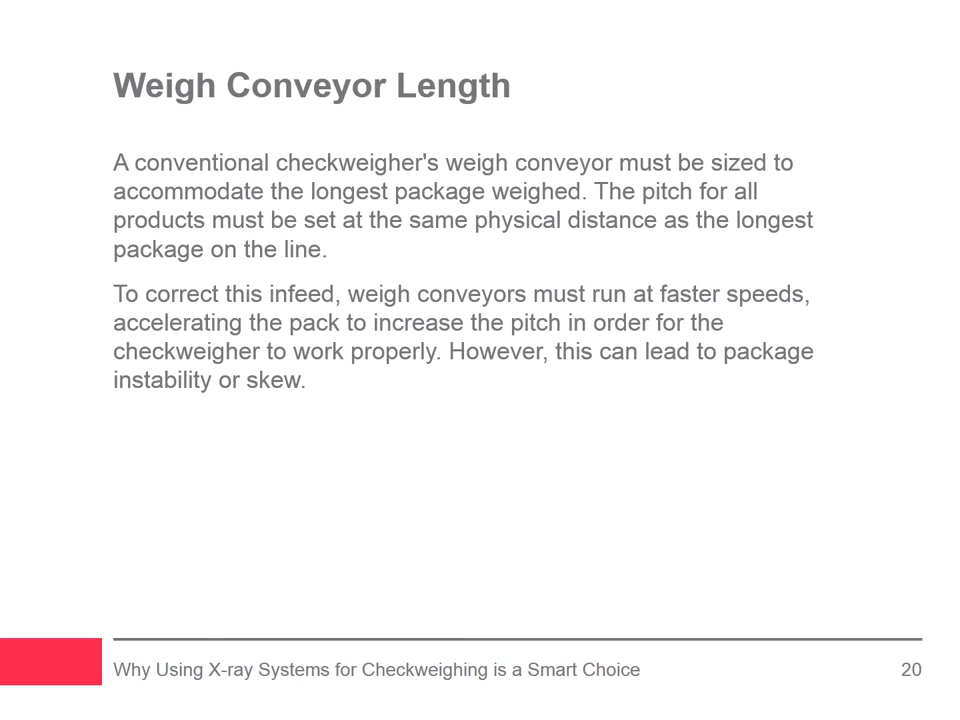 Weigh Conveyor Length
A conventional checkweigher's weigh conveyor must be sized to
accommodate the longest package weighed. The pitch for all
products must be set at the same physical distance as the longest
package on the line.
To correct this infeed, weigh conveyors must run at faster speeds,
accelerating the pack to increase the pitch in order for the
checkweigher to work properly. However, this can lead to package
instability or skew.
Why Using X-ray Systems for Checkweighing is a Smart Choice
20